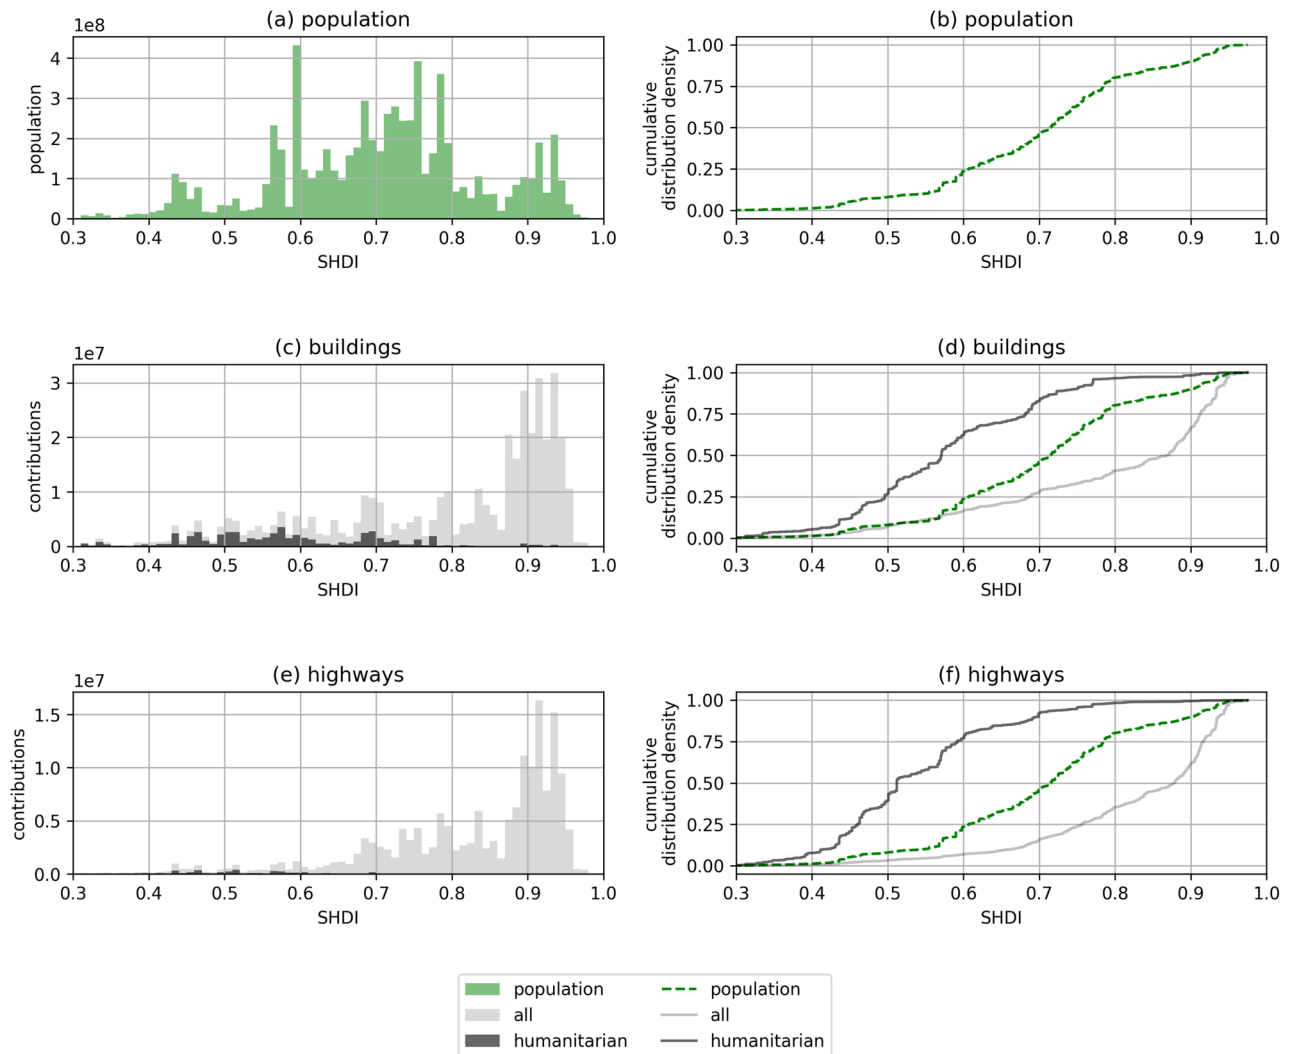 (a) population
1e8
population
4
3
2
1
0
0.3 0.4 0.5 0.6 0.7 0.8 0.9 1.0
SHDI
(b) population
cumulative
distribution density
1.00
0.75
0.50
0.25
0.00
0.3 0.4 0.5 0.6 0.7 0.8 0.9 1.0
SHDI
(c) buildings
1e7
contributions
3
2
1
0
0.3 0.4 0.5 0.6 0.7 0.8 0.9 1.0
SHDI
(d) buildings
cumulative
distribution density
1.00
0.75
0.50
0.25
0.00
0.3 0.4 0.5 0.6 0.7 0.8 0.9 1.0
SHDI
(e) highways
1e7
contributions
1.5
1.0
0.5
0.0
0.3 0.4 0.5 0.6 0.7 0.8 0.9 1.0
SHDI
(f) highways
cumulative
distribution density
1.00
0.75
0.50
0.25
0.00
0.3 0.4 0.5 0.6 0.7 0.8 0.9 1.0
SHDI
population
all
humanitarian
population
all
humanitarian